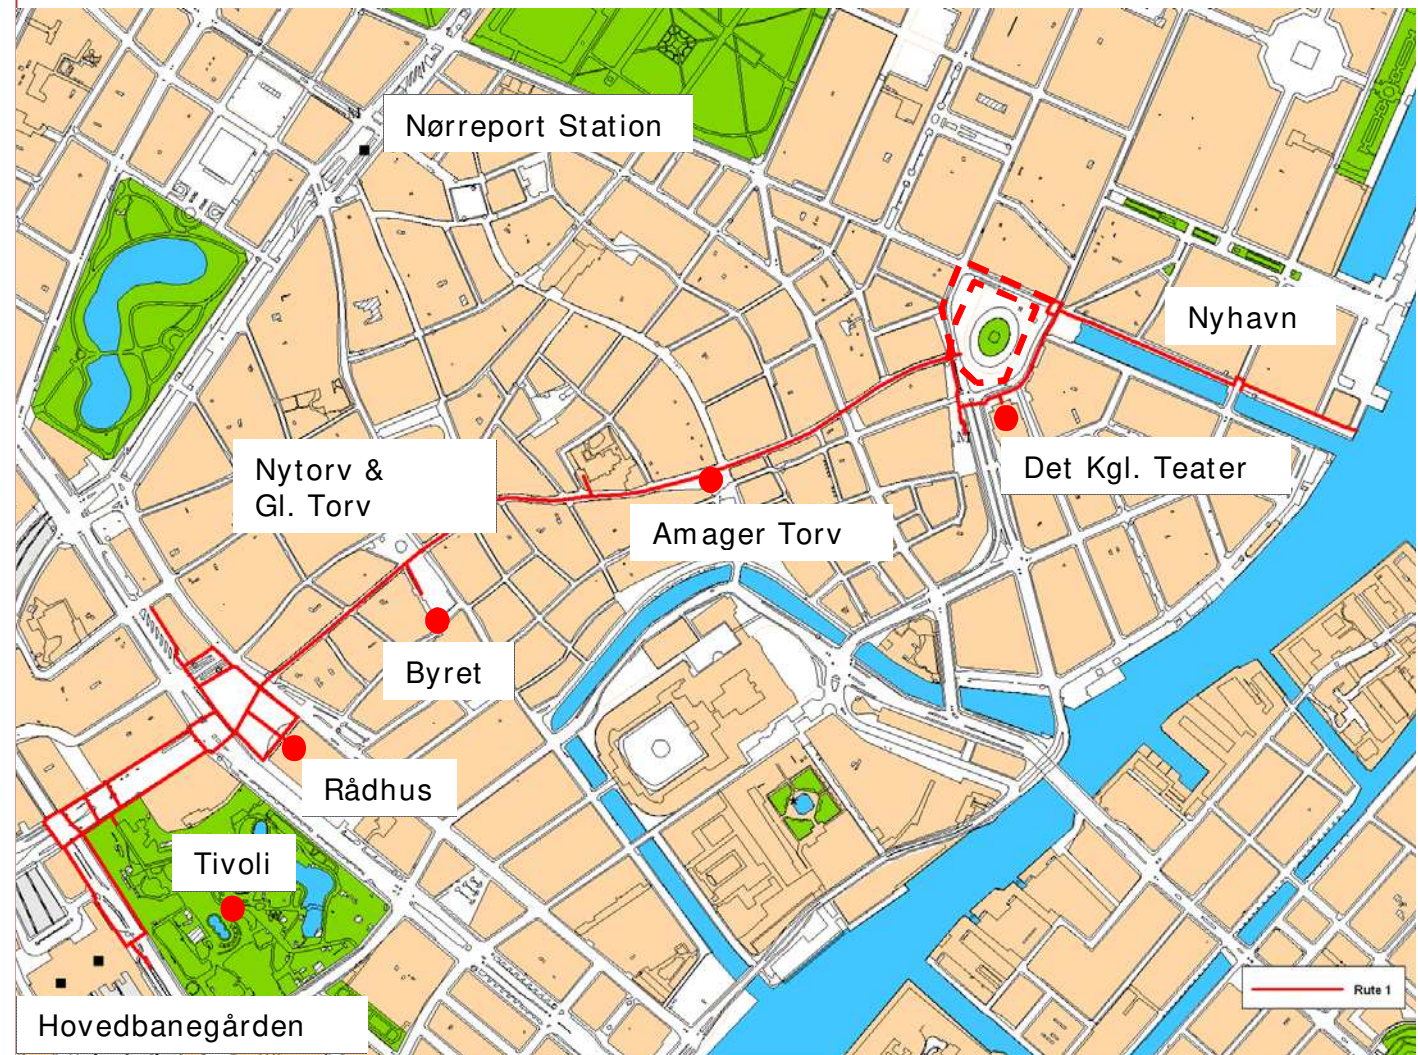 Nørreport Station
Nyhavn
Nytorv &
Gl. Torv
Det Kgl. Teater
Amager Torv
Byret
Rådhus
Tivoli
Rute 1
Hovedbanegården